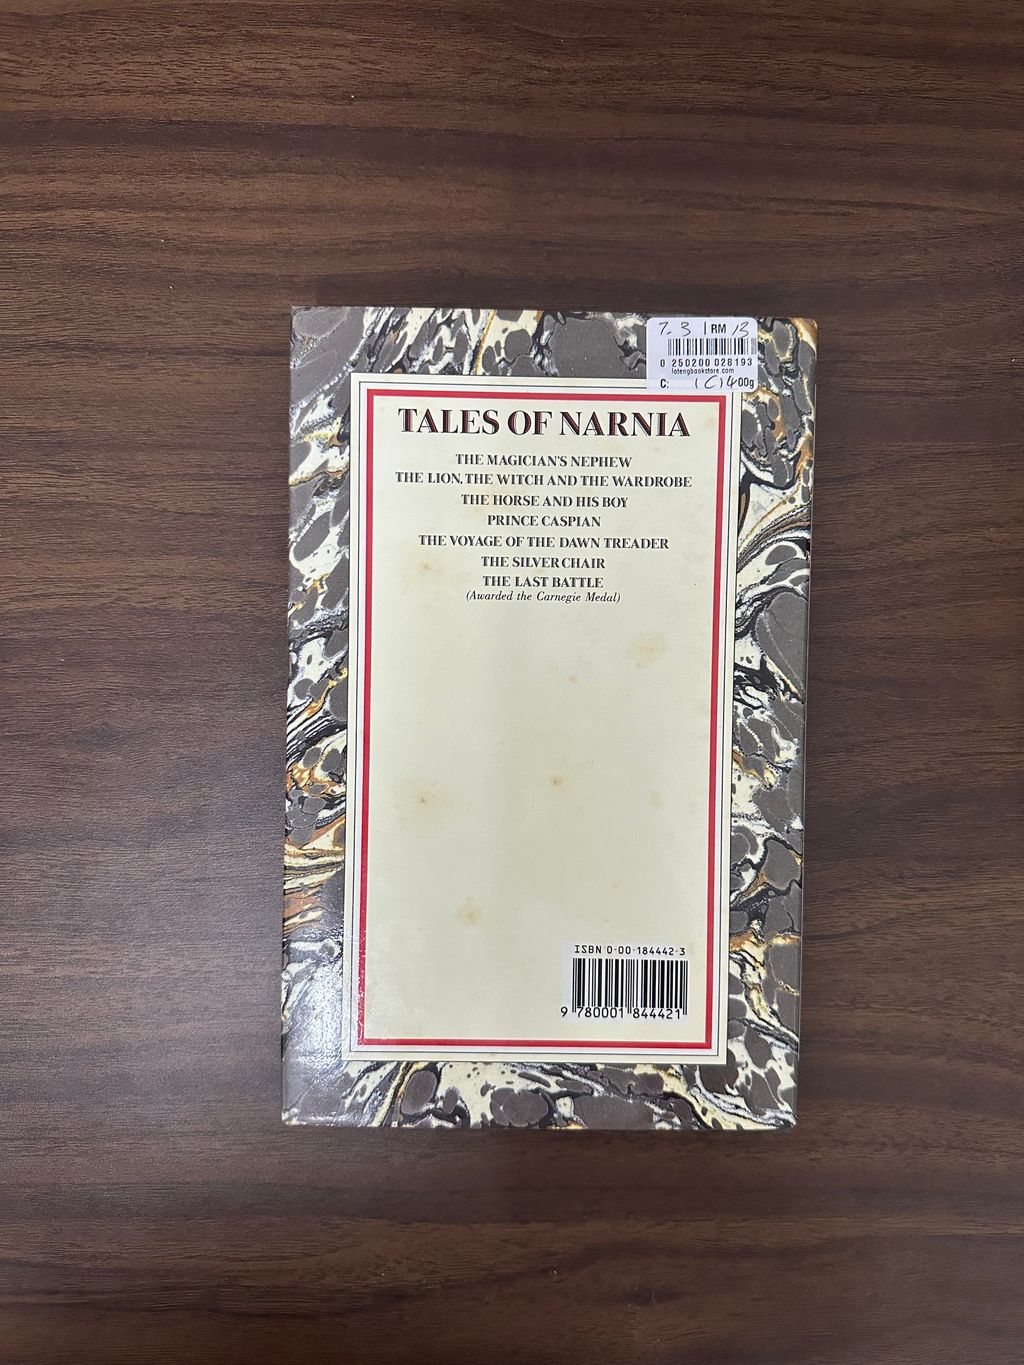 7. 3 | RM 13
0 250200 028193
lotengbookstore.com
C: (C) 400g
TALES OF NARNIA
THE MAGICIAN'S NEPHEW
THE LION, THE WITCH AND THE WARDROBE
THE HORSE AND HIS BOY
PRINCE CASPIAN
THE VOYAGE OF THE DAWN TREADER
THE SILVER CHAIR
THE LAST BATTLE
(Awarded the Carnegie Medal)
ISBN 0-00-184442-3
9 780001 844421